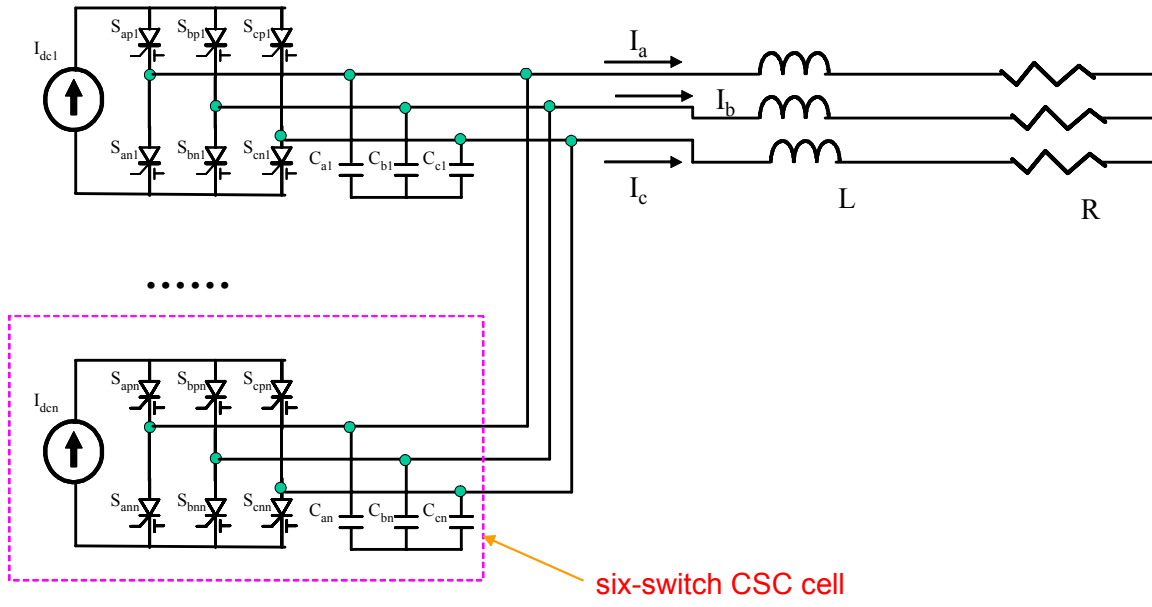 S_ap1 S_bp1 S_cp1
I_dc1
I_a
I_b
S_an1 S_bn1 S_cn1
C_a1 C_b1 C_c1
I_c
L
R
......
S_apn S_bpn S_cpn
I_dcn
S_ann S_bnn S_cnn
C_an C_bn C_cn
six-switch CSC cell